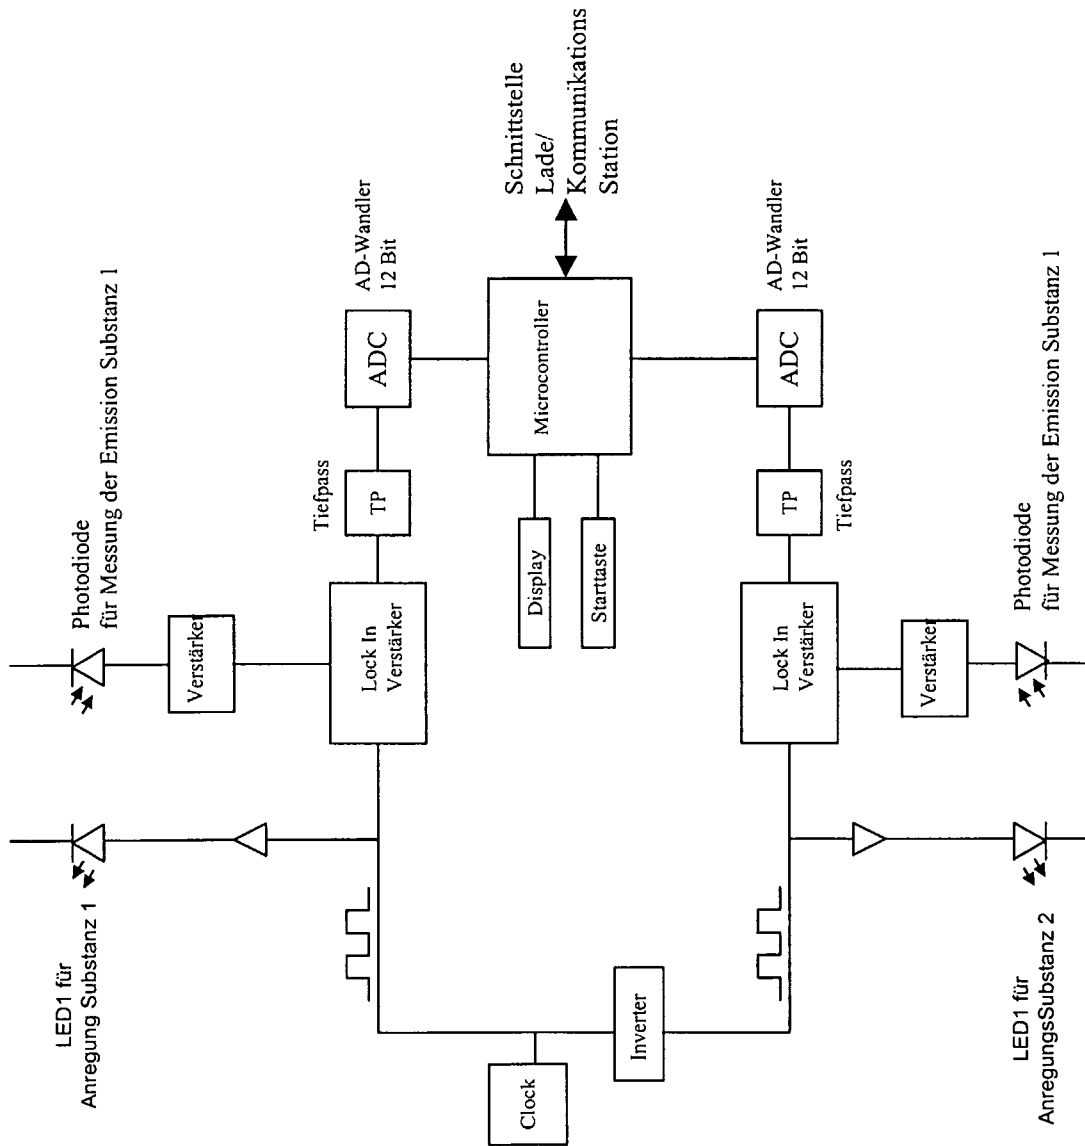 LED1 für
Anregung Substanz 1
Photodiode
für Messung der Emission Substanz 1
Verstärker
Lock In
Verstärker
Tiefpass
TP
AD-Wandler
12 Bit
ADC
Clock
Inverter
Display
Starttaste
Microcontroller
Schnittstelle
Lade/
Kommunikations
Station
Lock In
Verstärker
TP
Tiefpass
ADC
AD-Wandler
12 Bit
Verstärker
LED1 für
AnregungsSubstanz 2
Photodiode
für Messung der Emission Substanz 1